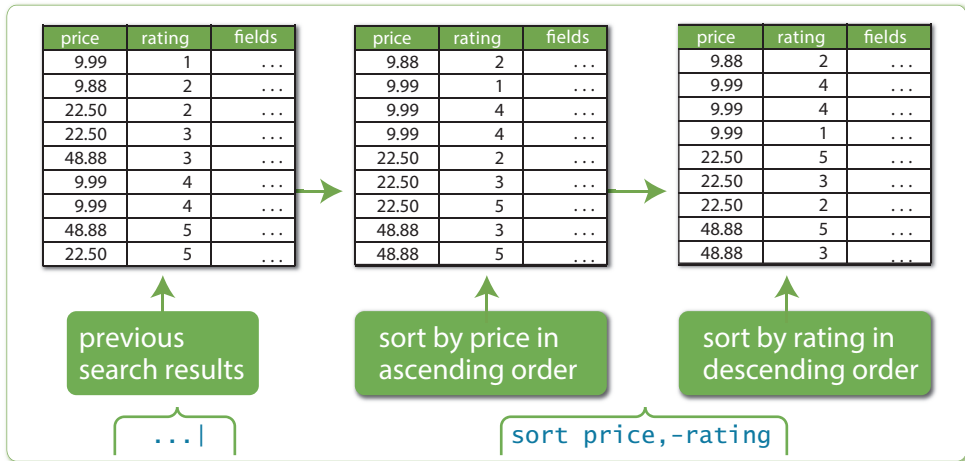 price rating fields
9.99 1 ...
9.88 2 ...
22.50 2 ...
22.50 3 ...
48.88 3 ...
9.99 4 ...
9.99 4 ...
48.88 5 ...
22.50 5 ...
price rating fields
9.88 2 ...
9.99 1 ...
9.99 4 ...
9.99 4 ...
22.50 2 ...
22.50 3 ...
22.50 5 ...
48.88 3 ...
48.88 5 ...
price rating fields
9.88 2 ...
9.99 4 ...
9.99 4 ...
9.99 1 ...
22.50 5 ...
22.50 3 ...
22.50 2 ...
48.88 5 ...
48.88 3 ...
previous
search results
sort by price in
ascending order
sort by rating in
descending order
...|
sort price,-rating